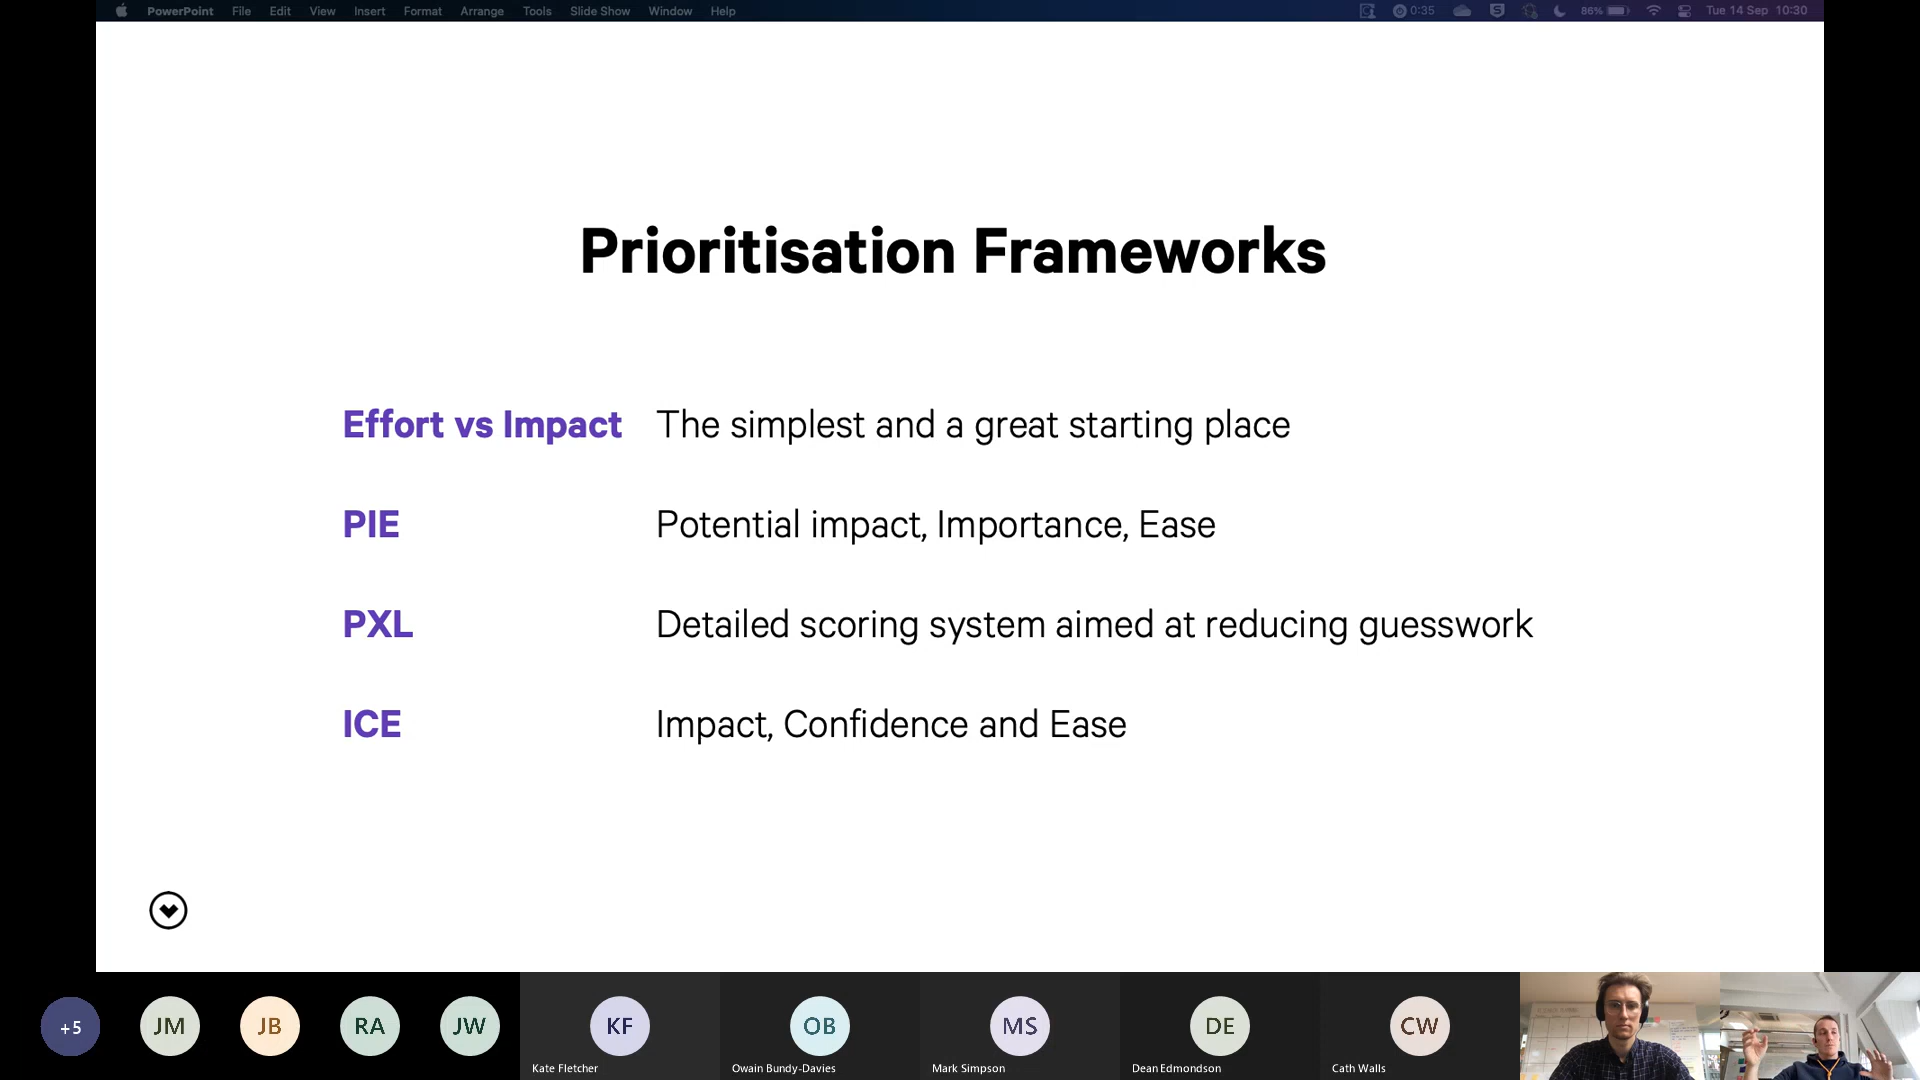 PowerPoint File Edit View Insert Format Arrange Tools Slide Show Window Help 0:35 86% Tue 14 Sep 10:30
Prioritisation Frameworks
Effort vs Impact The simplest and a great starting place
PIE Potential impact, Importance, Ease
PXL Detailed scoring system aimed at reducing guesswork
ICE Impact, Confidence and Ease
+5 JM JB RA JW KF OB MS DE CW
Kate Fletcher Owain Bundy-Davies Mark Simpson Dean Edmondson Cath Walls